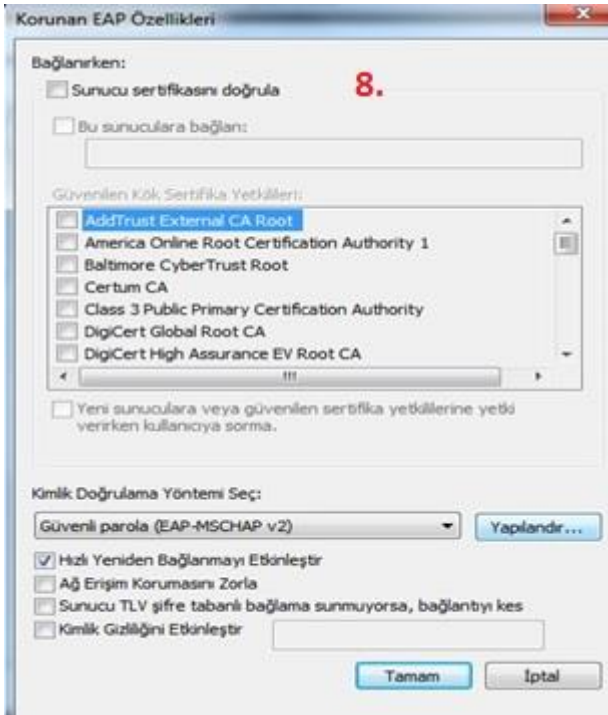 Korunan EAP Özellikleri
Bağlanırken:
Sunucu sertifikasını doğrula
8.
Bu sunuculara bağlan:
Güvenilen Kök Sertifika Yetkilileri:
AddTrust External CA Root
America Online Root Certification Authority 1
Baltimore CyberTrust Root
Certum CA
Class 3 Public Primary Certification Authority
DigiCert Global Root CA
DigiCert High Assurance EV Root CA
Yeni sunuculara veya güvenilen sertifika yetkililerine yetki
verirken kullanıcıya sorma.
Kimlik Doğrulama Yöntemi Seç:
Güvenli parola (EAP-MSCHAP v2)
Yapılandır...
Hızlı Yeniden Bağlanmayı Etkinleştir
Ağ Erişim Korumasını Zorla
Sunucu TLV şifre tabanlı bağlama sunmuyorsa, bağlantıyı kes
Kimlik Gizliliğini Etkinleştir
Tamam
İptal